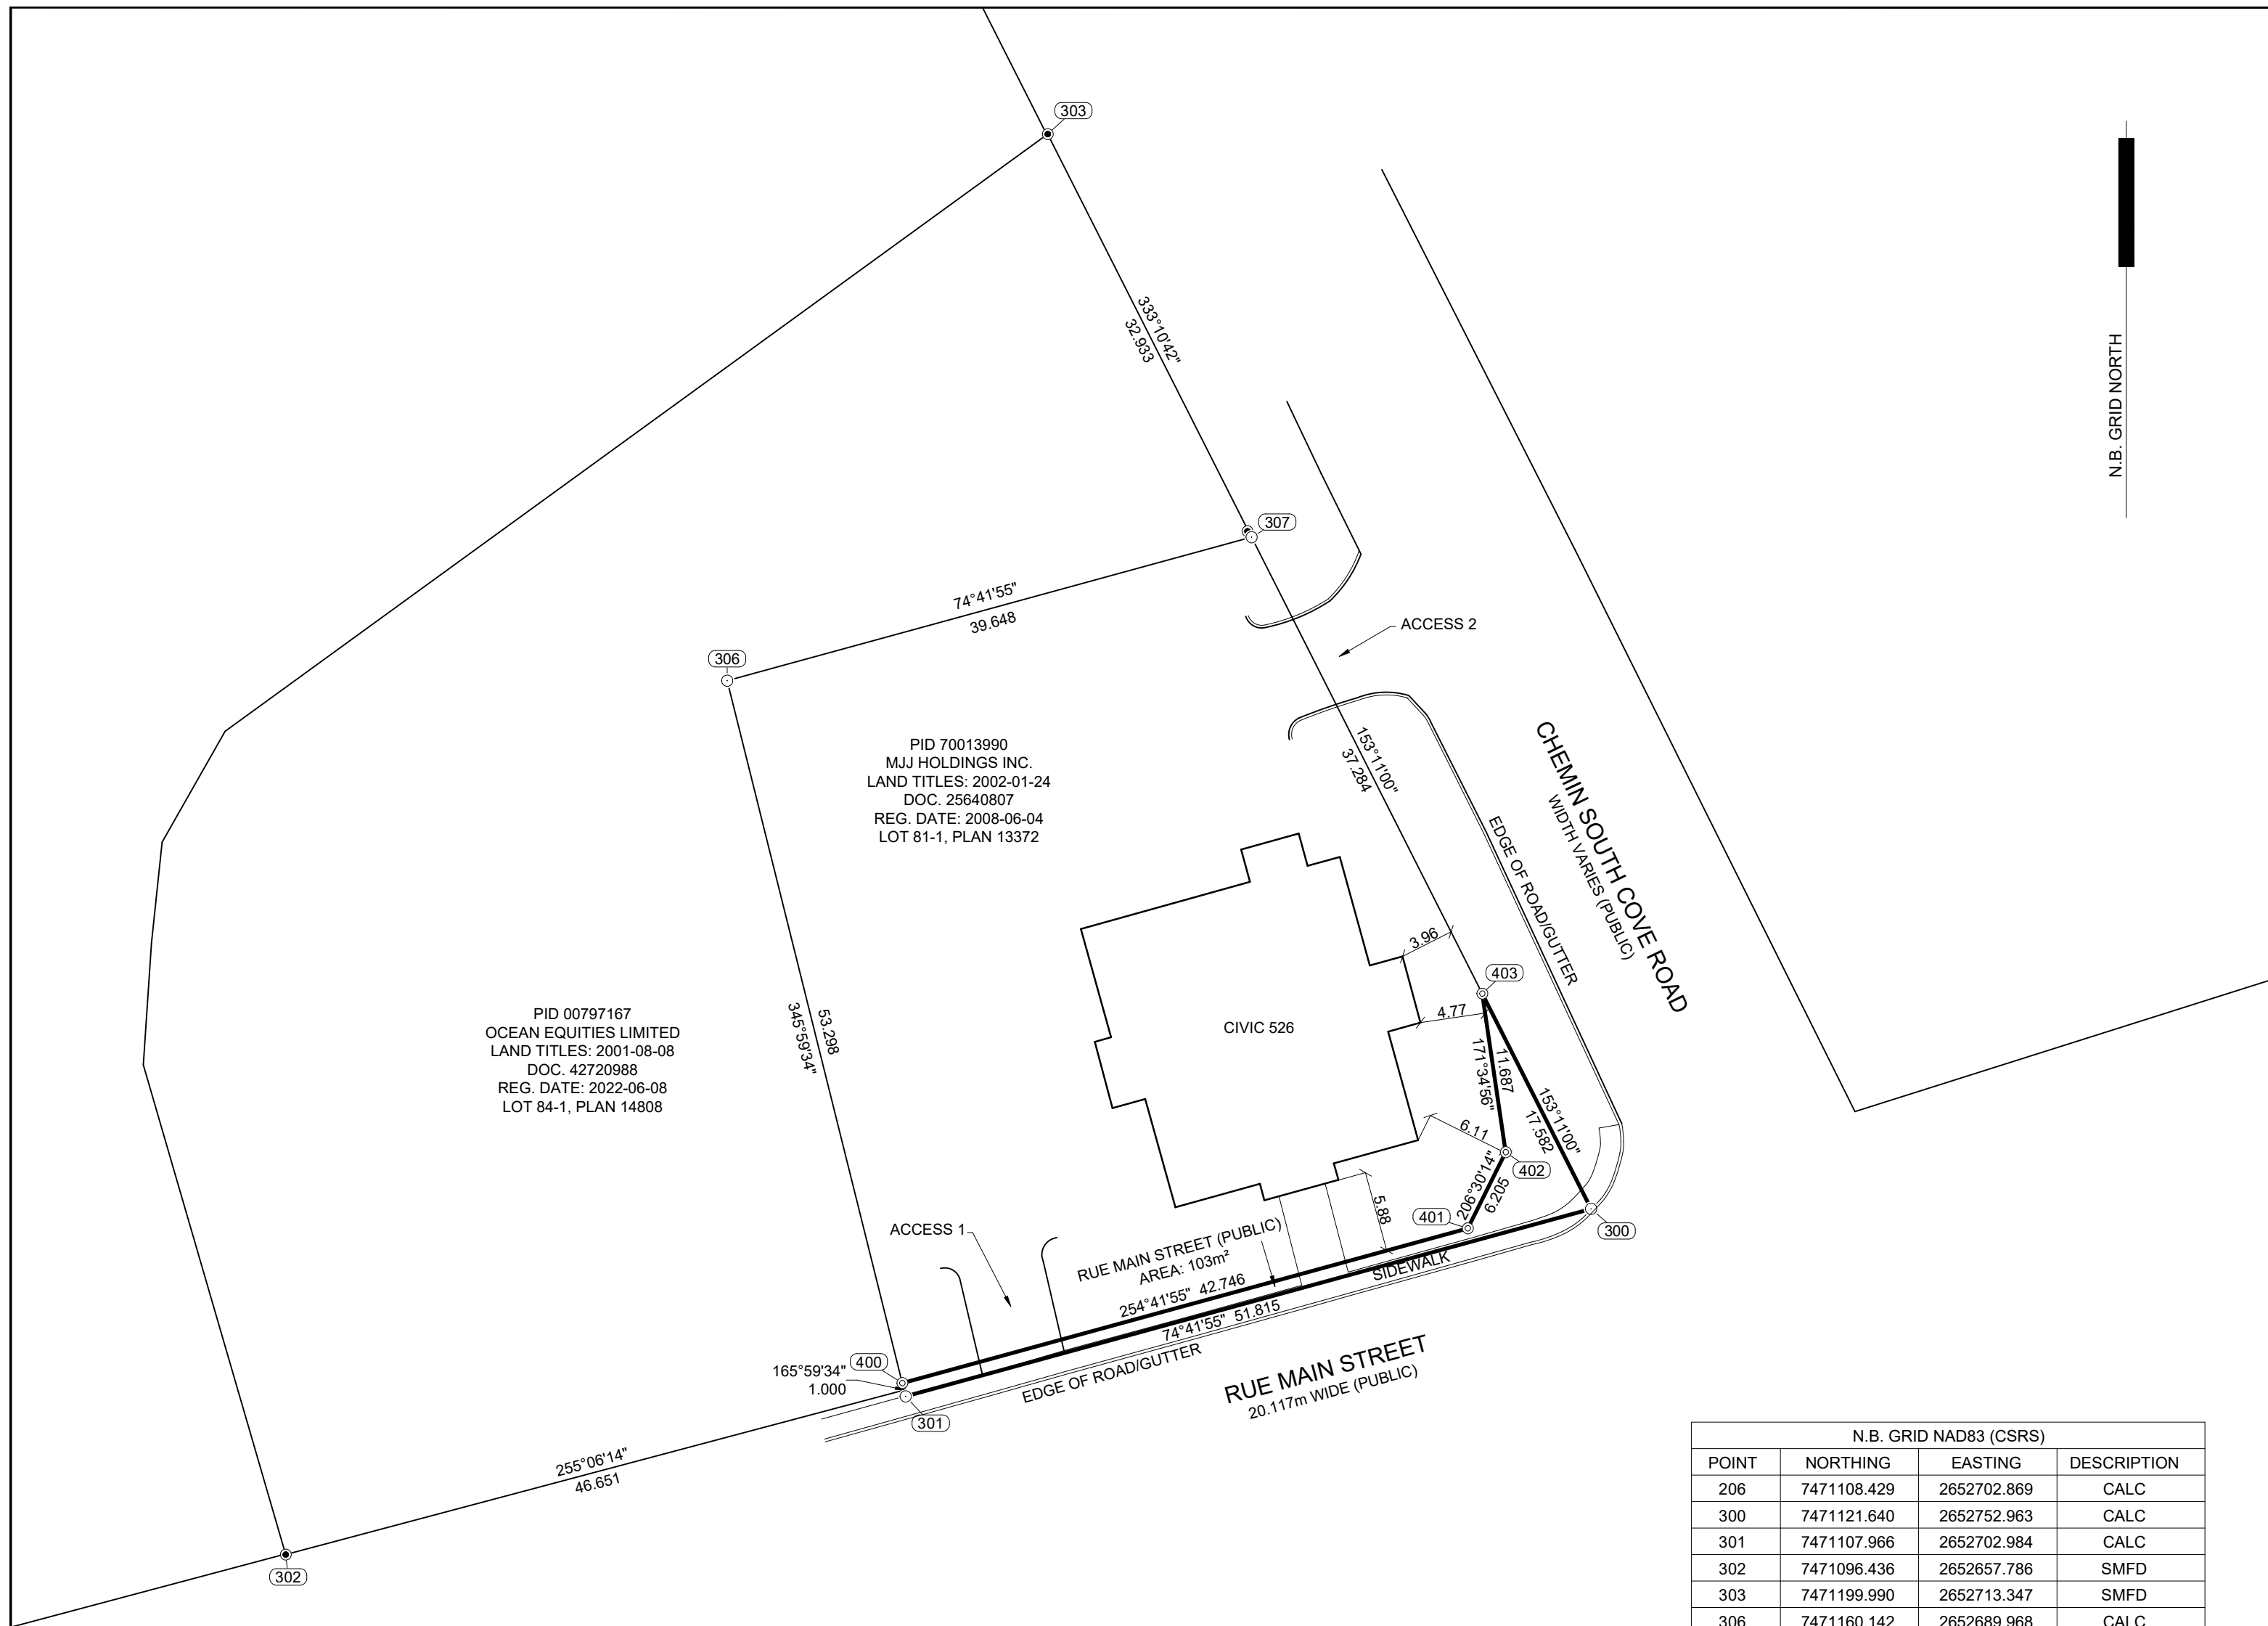 303
333°10'42"
32.933
N.B. GRID NORTH
307
74°41'55"
39.648
306
ACCESS 2
PID 70013990
MJJ HOLDINGS INC.
LAND TITLES: 2002-01-24
DOC. 25640807
REG. DATE: 2008-06-04
LOT 81-1, PLAN 13372
153°11'00"
37.284
CHEMIN SOUTH COVE ROAD
WIDTH VARIES (PUBLIC)
EDGE OF ROAD/GUTTER
3.96
403
4.77
CIVIC 526
53.298
345°59'34"
PID 00797167
OCEAN EQUITIES LIMITED
LAND TITLES: 2001-08-08
DOC. 42720988
REG. DATE: 2022-06-08
LOT 84-1, PLAN 14808
11.687
171°34'56"
153°11'00"
17.582
6.11
402
206°30'14"
6.205
5.88
401
300
ACCESS 1
RUE MAIN STREET (PUBLIC)
AREA: 103m²
SIDEWALK
254°41'55" 42.746
74°41'55" 51.815
165°59'34"
1.000
400
EDGE OF ROAD/GUTTER
RUE MAIN STREET
20.117m WIDE (PUBLIC)
301
255°06'14"
46.651
302
N.B. GRID NAD83 (CSRS)
POINT NORTHING EASTING DESCRIPTION
206 7471108.429 2652702.869 CALC
300 7471121.640 2652752.963 CALC
301 7471107.966 2652702.984 CALC
302 7471096.436 2652657.786 SMFD
303 7471199.990 2652713.347 SMFD
306 7471160.142 2652689.968 CALC